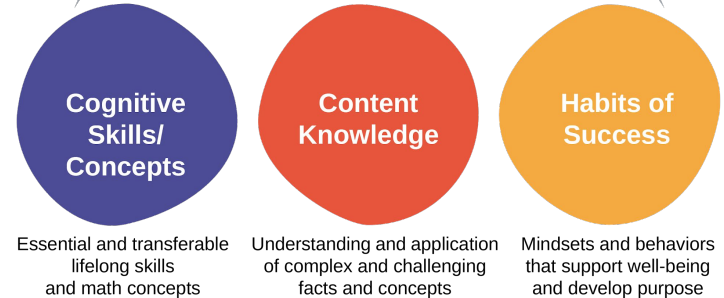 Cognitive
Skills/
Concepts
Content
Knowledge
Habits of
Success
Essential and transferable
lifelong skills
and math concepts
Understanding and application
of complex and challenging
facts and concepts
Mindsets and behaviors
that support well-being
and develop purpose